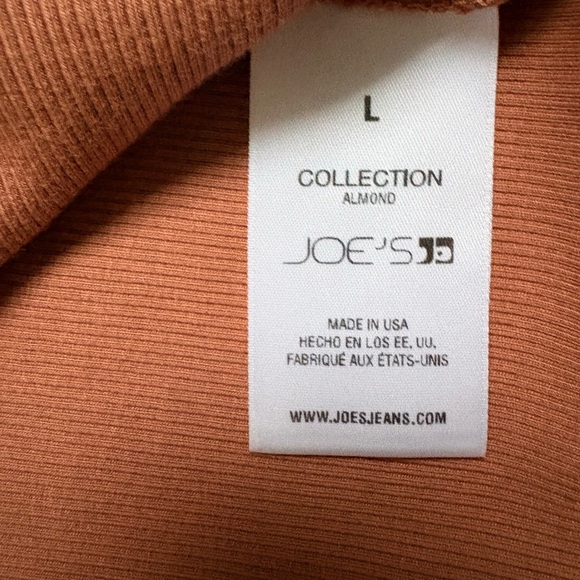 L
COLLECTION
ALMOND
JOE'S
MADE IN USA
HECHO EN LOS EE. UU.
FABRIQUÉ AUX ÉTATS-UNIS
WWW.JOESJEANS.COM